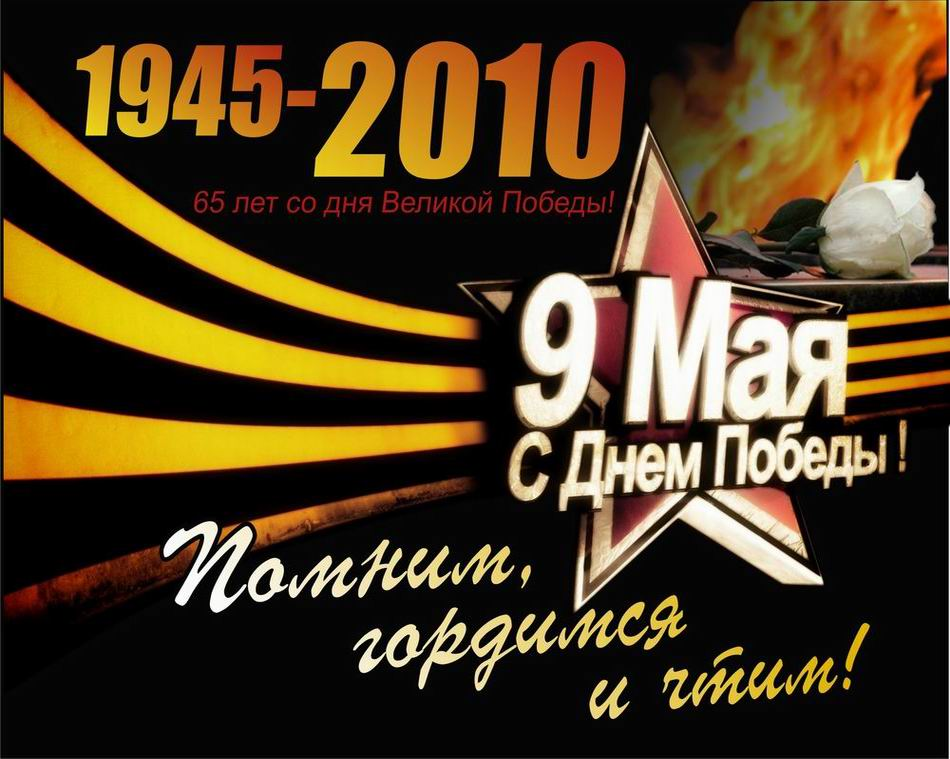 1945-2010
65 лет со дня Великой Победы!
9 Мая
С Днем Победы !
Помним,
гордимся
и чтим!